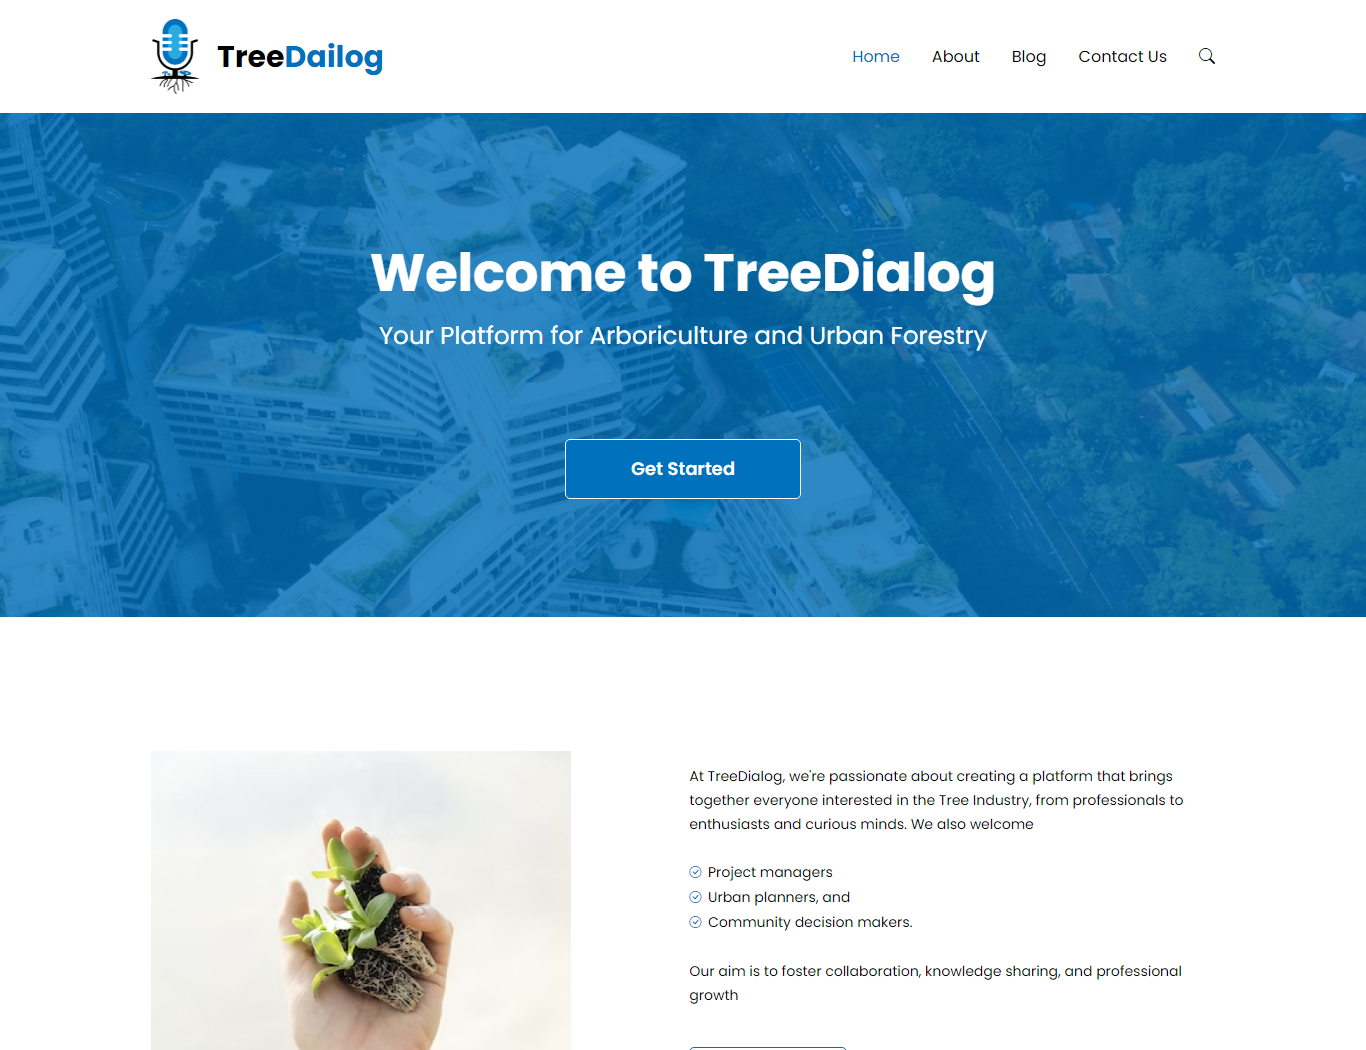 TreeDailog
Home
About
Blog
Contact Us
Welcome to TreeDialog
Your Platform for Arboriculture and Urban Forestry
Get Started
At TreeDialog, we're passionate about creating a platform that brings
together everyone interested in the Tree Industry, from professionals to
enthusiasts and curious minds. We also welcome
Project managers
Urban planners, and
Community decision makers.
Our aim is to foster collaboration, knowledge sharing, and professional
growth